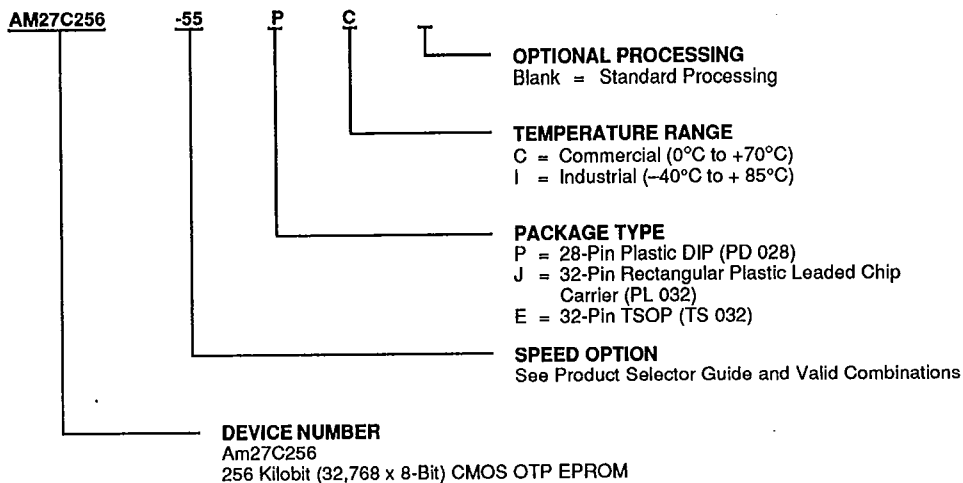 AM27C256 -55 P C
OPTIONAL PROCESSING
Blank = Standard Processing
TEMPERATURE RANGE
C = Commercial (0°C to +70°C)
I = Industrial (–40°C to + 85°C)
PACKAGE TYPE
P = 28-Pin Plastic DIP (PD 028)
J = 32-Pin Rectangular Plastic Leaded Chip
Carrier (PL 032)
E = 32-Pin TSOP (TS 032)
SPEED OPTION
See Product Selector Guide and Valid Combinations
DEVICE NUMBER
Am27C256
256 Kilobit (32,768 x 8-Bit) CMOS OTP EPROM